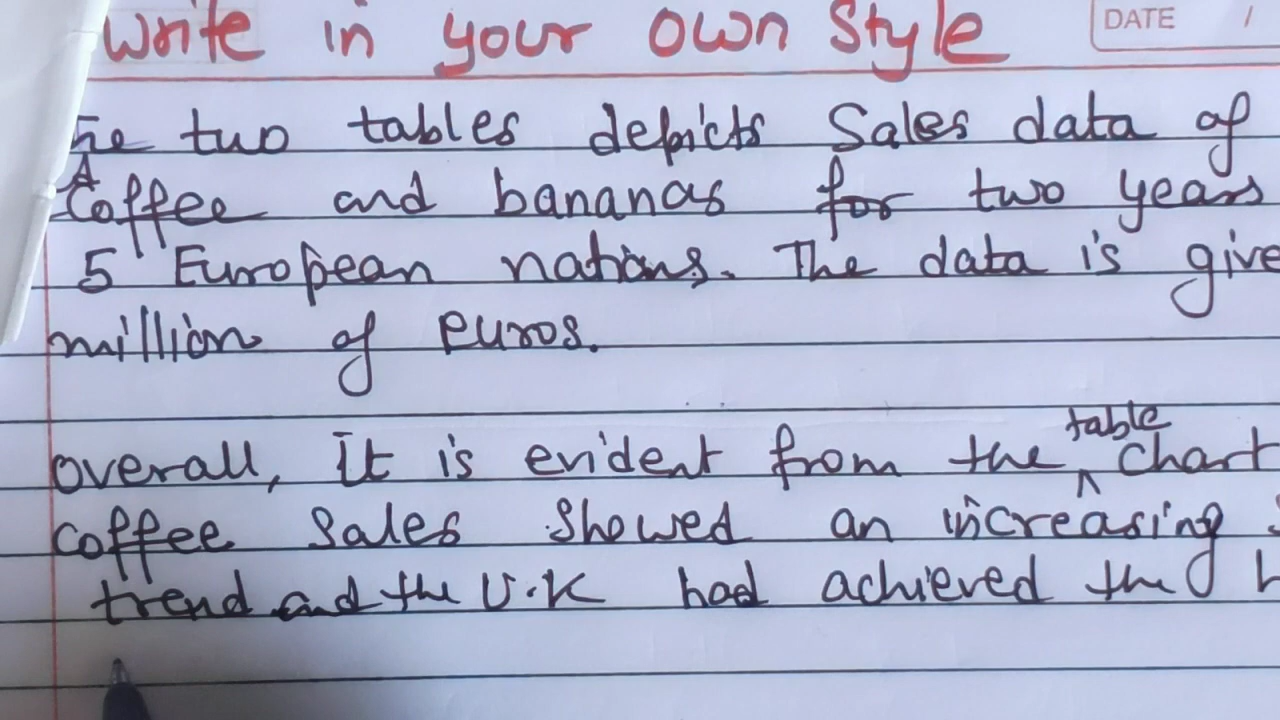 Write in your own Style
DATE /
The two tables depicts Sales data of
Coffee and bananas for two years
5 European nations. The data is give
million of euros.
table
overall, It is evident from the ^ Chart
coffee Sales Showed an increasing
trend and the U.K had achieved the